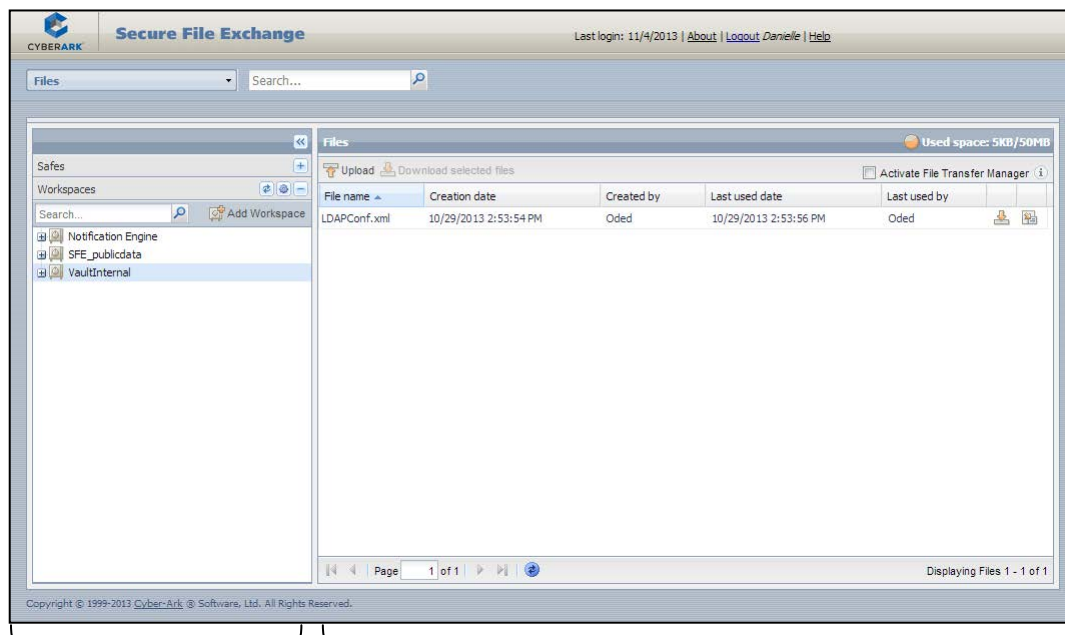 CYBERARK
Secure File Exchange
Last login: 11/4/2013 | About | Logout Danielle | Help
Files
Search...
Files
Used space: 5KB/50MB
Safes
Upload Download selected files
Activate File Transfer Manager
Workspaces
File name Creation date Created by Last used date Last used by
Search... Add Workspace
LDAPConf.xml 10/29/2013 2:53:54 PM Oded 10/29/2013 2:53:56 PM Oded
Notification Engine
SFE_publicdata
VaultInternal
Page 1 of 1
Displaying Files 1 - 1 of 1
Copyright © 1999-2013 Cyber-Ark ® Software, Ltd. All Rights Reserved.